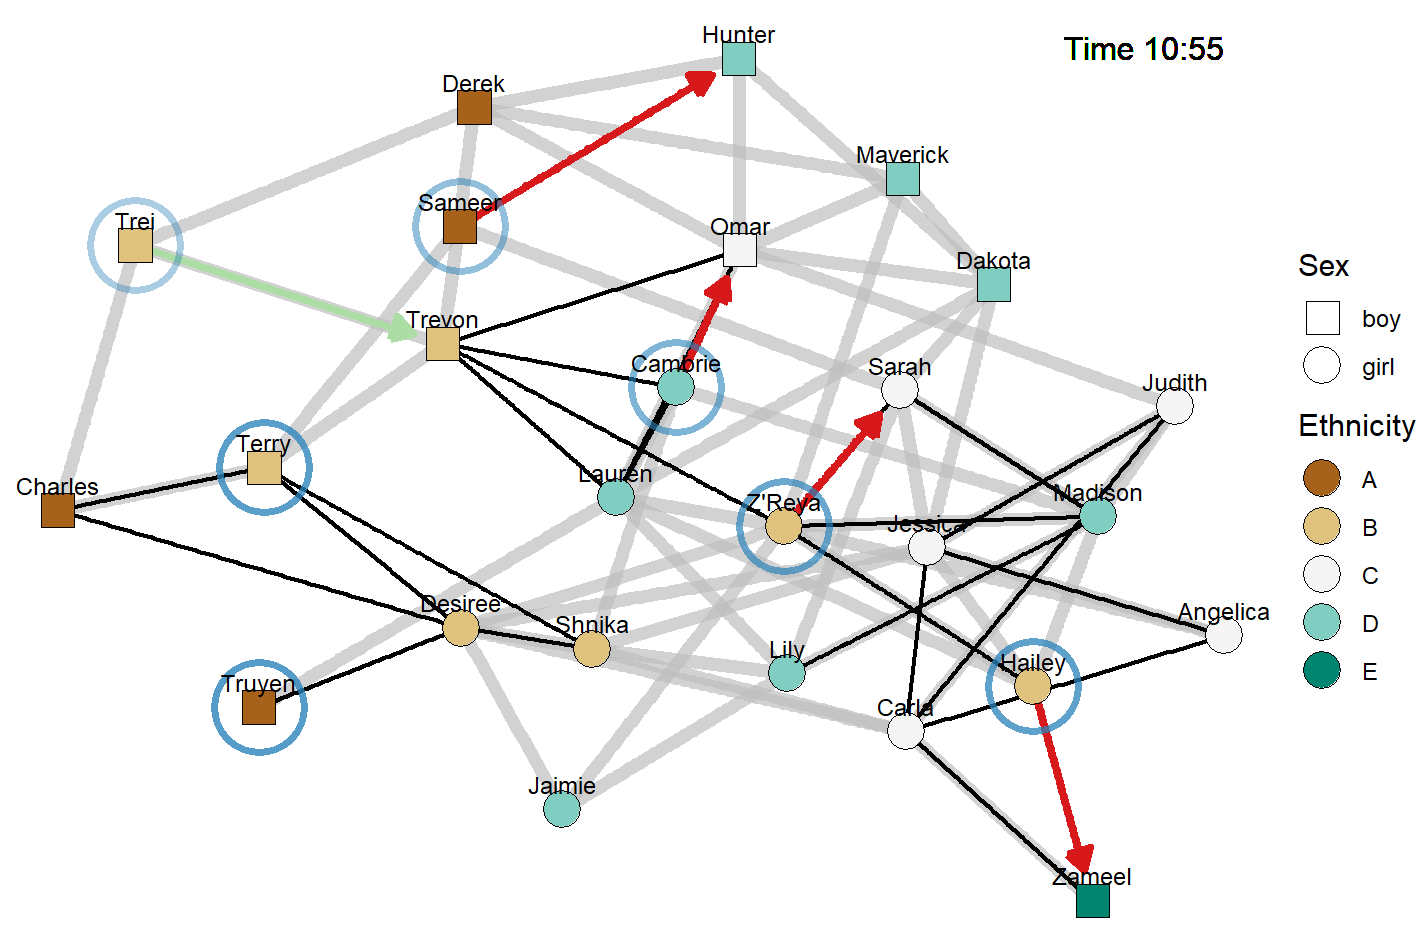 Hunter
Time 10:55
Derek
Maverick
Sameer
Trei
Omar
Dakota
Sex
boy
Trevon
girl
Cambrie
Sarah
Judith
Ethnicity
Terry
Lauren
A
Charles
Z'Reya
Madison
Jessica
B
C
Desiree
Shnika
Angelica
D
Lily
Hailey
E
Truyen
Carla
Jaimie
Zameel